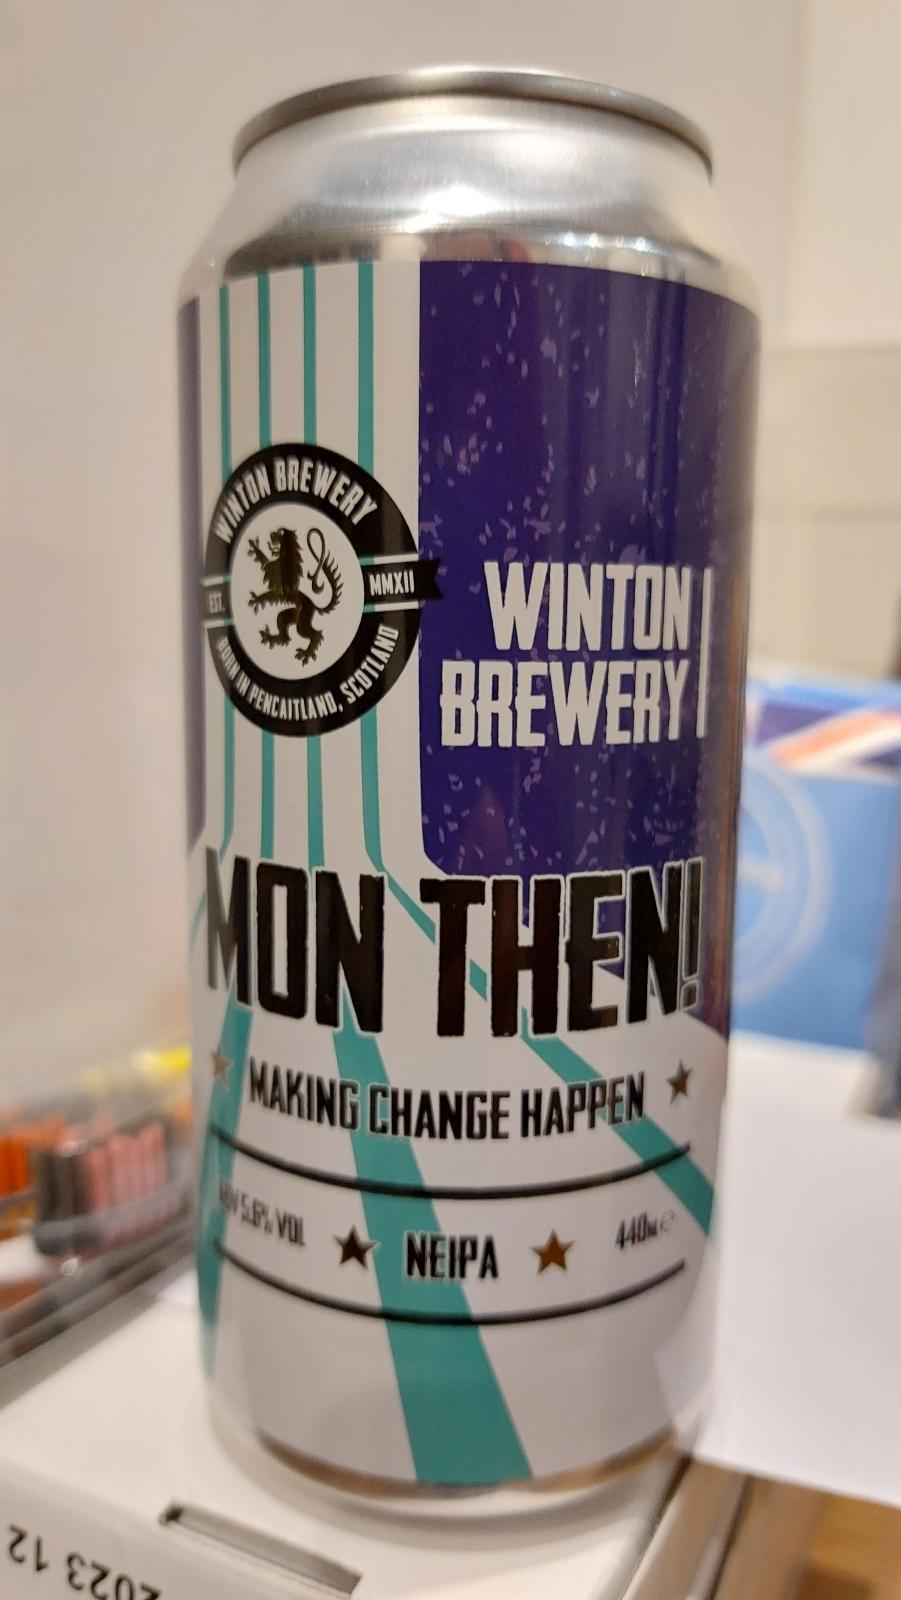 WINTON BREWERY
EST. MMXII
BORN IN PENCAITLAND, SCOTLAND
WINTON
BREWERY
MON THEN!
MAKING CHANGE HAPPEN
ABV 5.6% VOL
NEIPA
440ML e
2023 12